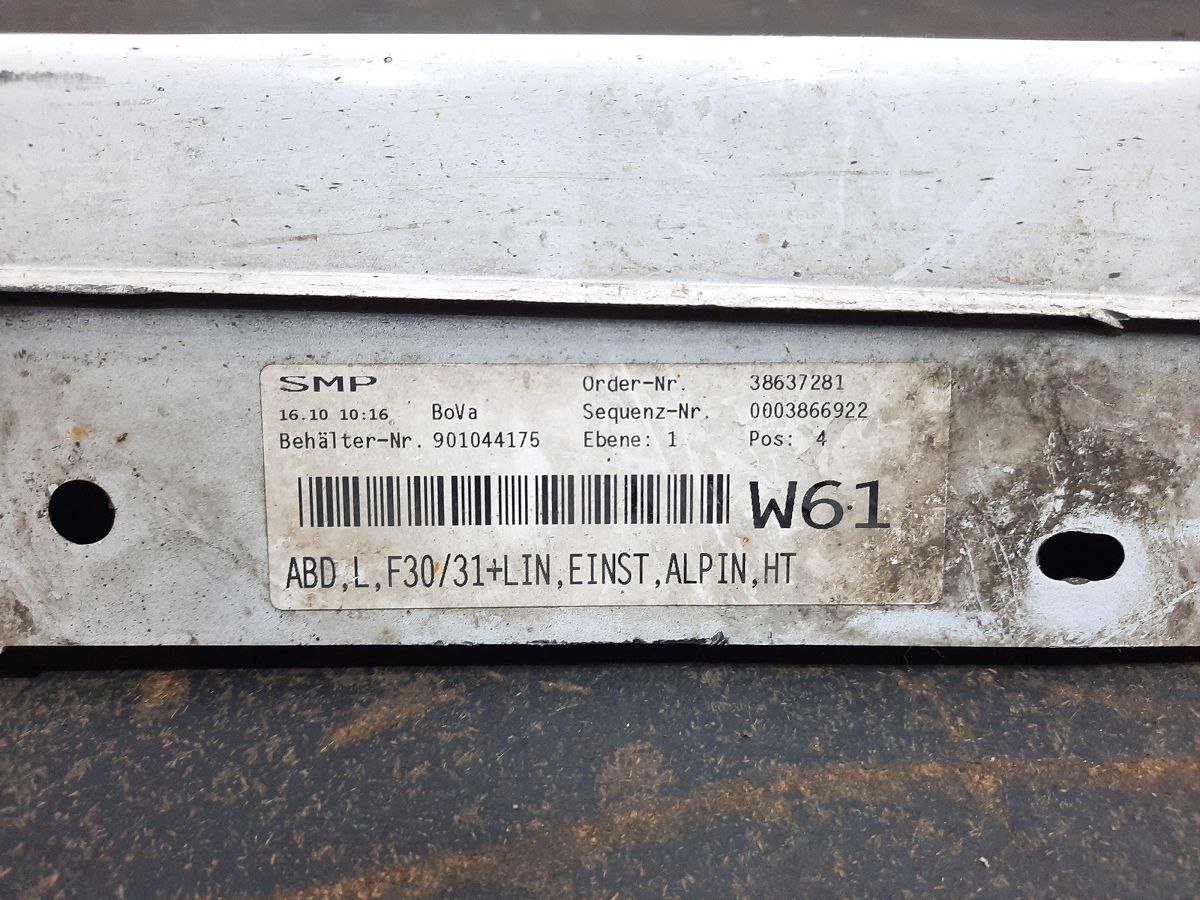 SMP Order-Nr. 38637281
16.10 10:16 BoVa Sequenz-Nr. 0003866922
Behälter-Nr. 901044175 Ebene: 1 Pos: 4
W61
ABD,L,F30/31+LIN,EINST,ALPIN,HT